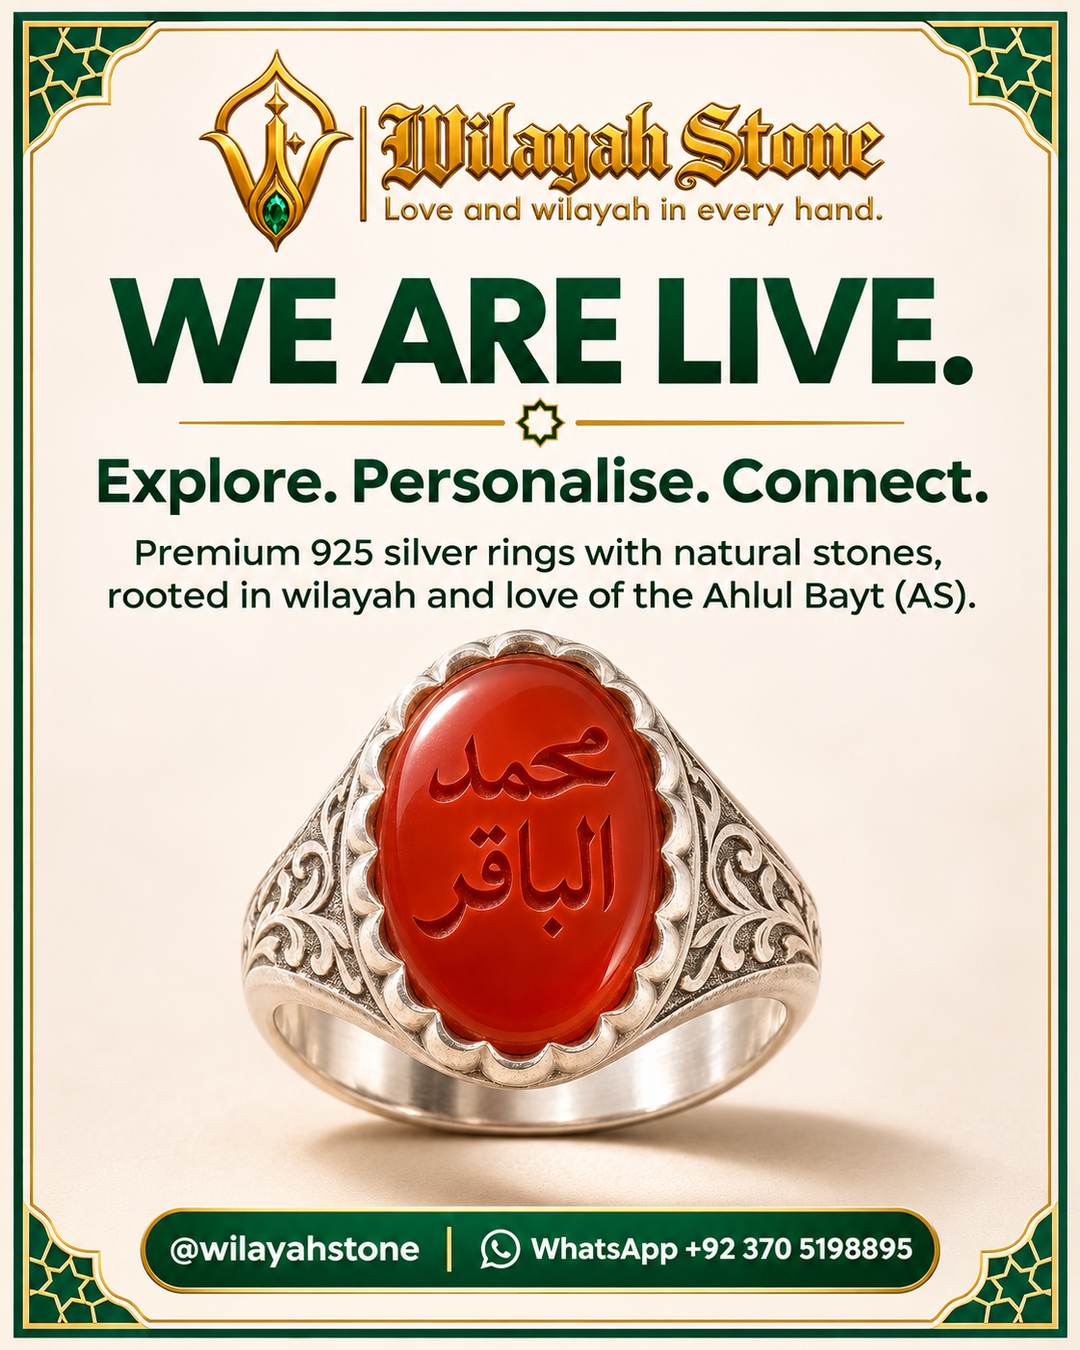 Wilayah Stone
Love and wilayah in every hand.
WE ARE LIVE.
Explore. Personalise. Connect.
Premium 925 silver rings with natural stones,
rooted in wilayah and love of the Ahlul Bayt (AS).
محمد
الباقر
@wilayahstone
WhatsApp +92 370 5198895